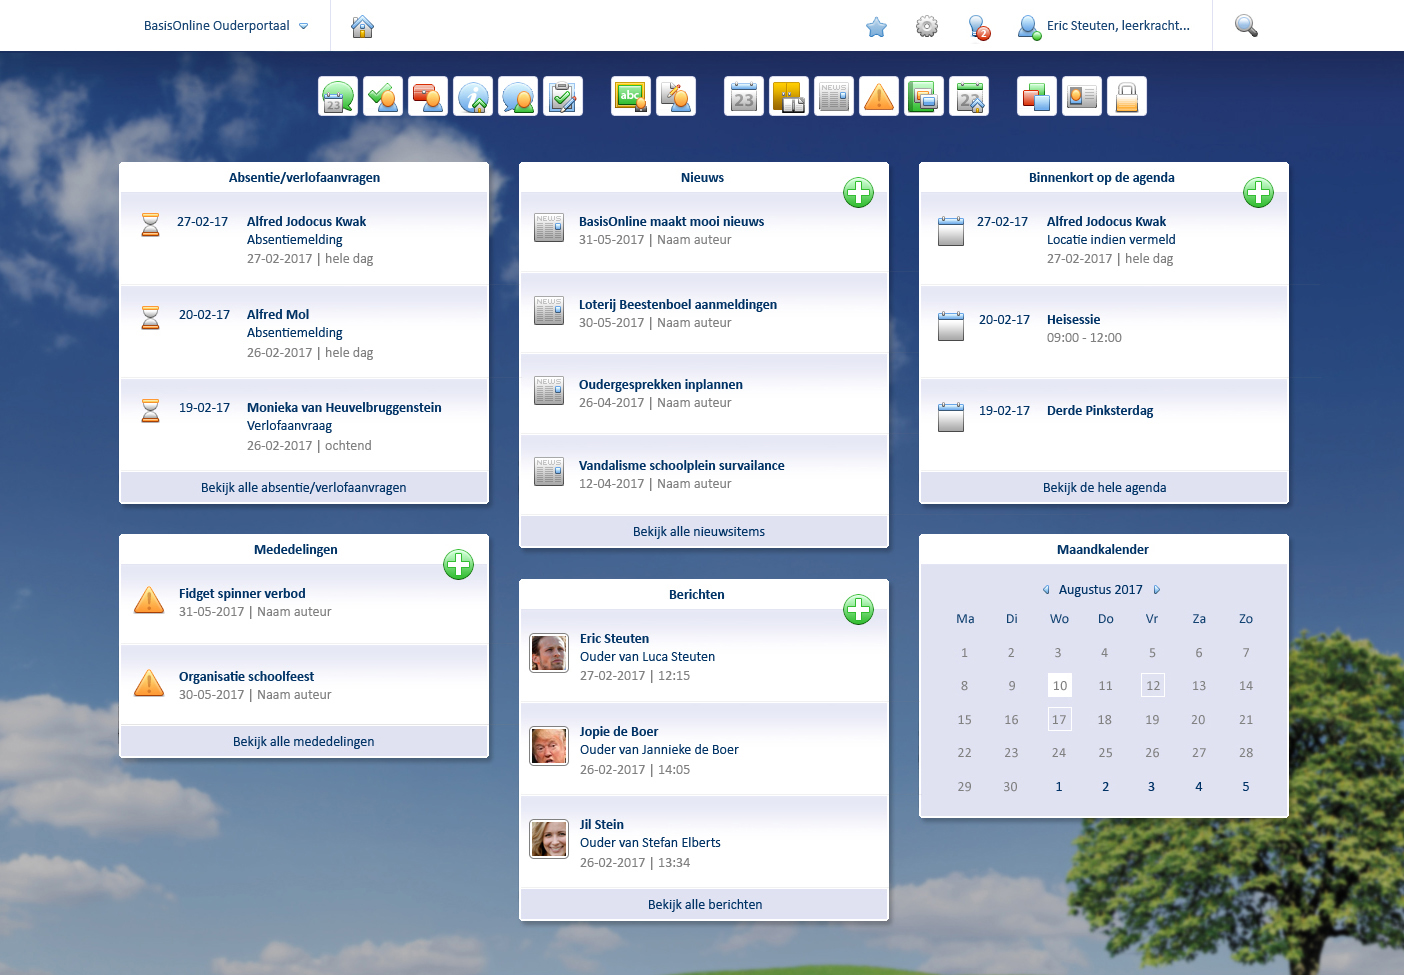 BasisOnline Ouderportaal
2
Eric Steuten, leerkracht...
23
abc
23
NEWS
23
Absentie/verlofaanvragen
27-02-17
Alfred Jodocus Kwak
Absentiemelding
27-02-2017 | hele dag
20-02-17
Alfred Mol
Absentiemelding
26-02-2017 | hele dag
19-02-17
Monieka van Heuvelbruggenstein
Verlofaanvraag
26-02-2017 | ochtend
Bekijk alle absentie/verlofaanvragen
Mededelingen
Fidget spinner verbod
31-05-2017 | Naam auteur
Organisatie schoolfeest
30-05-2017 | Naam auteur
Bekijk alle mededelingen
Nieuws
NEWS
BasisOnline maakt mooi nieuws
31-05-2017 | Naam auteur
NEWS
Loterij Beestenboel aanmeldingen
30-05-2017 | Naam auteur
NEWS
Oudergesprekken inplannen
26-04-2017 | Naam auteur
NEWS
Vandalisme schoolplein survailance
12-04-2017 | Naam auteur
Bekijk alle nieuwsitems
Berichten
Eric Steuten
Ouder van Luca Steuten
27-02-2017 | 12:15
Jopie de Boer
Ouder van Jannieke de Boer
26-02-2017 | 14:05
Jil Stein
Ouder van Stefan Elberts
26-02-2017 | 13:34
Bekijk alle berichten
Binnenkort op de agenda
27-02-17
Alfred Jodocus Kwak
Locatie indien vermeld
27-02-2017 | hele dag
20-02-17
Heisessie
09:00 - 12:00
19-02-17
Derde Pinksterdag
Bekijk de hele agenda
Maandkalender
Augustus 2017
Ma Di Wo Do Vr Za Zo
1 2 3 4 5 6 7
8 9 10 11 12 13 14
15 16 17 18 19 20 21
22 23 24 25 26 27 28
29 30 1 2 3 4 5